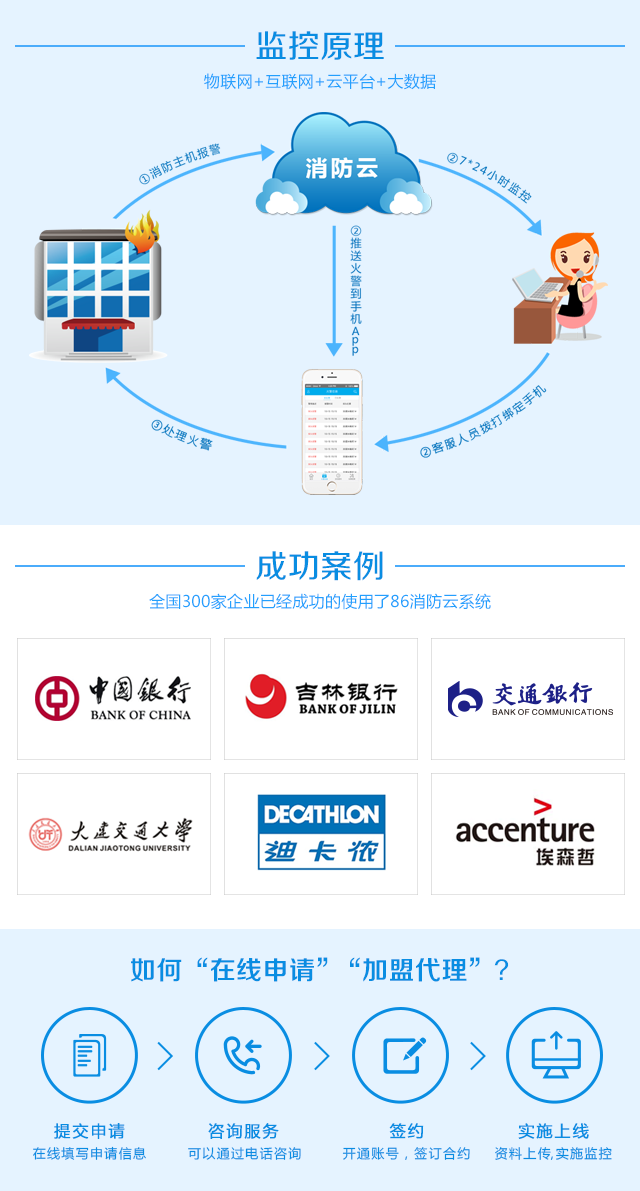 监控原理
物联网+互联网+云平台+大数据
消防云
①消防主机报警
②7*24小时监控
②推送火警到手机App
②客服人员拨打绑定手机
③处理火警
成功案例
全国300家企业已经成功的使用了86消防云系统
中國銀行
BANK OF CHINA
吉林银行
BANK OF JILIN
交通銀行
BANK OF COMMUNICATIONS
大连交通大學
DALIAN JIAOTONG UNIVERSITY
DECATHLON
迪卡侬
accenture
埃森哲
如何“在线申请”“加盟代理”?
提交申请
在线填写申请信息
咨询服务
可以通过电话咨询
签约
开通账号，签订合约
实施上线
资料上传,实施监控